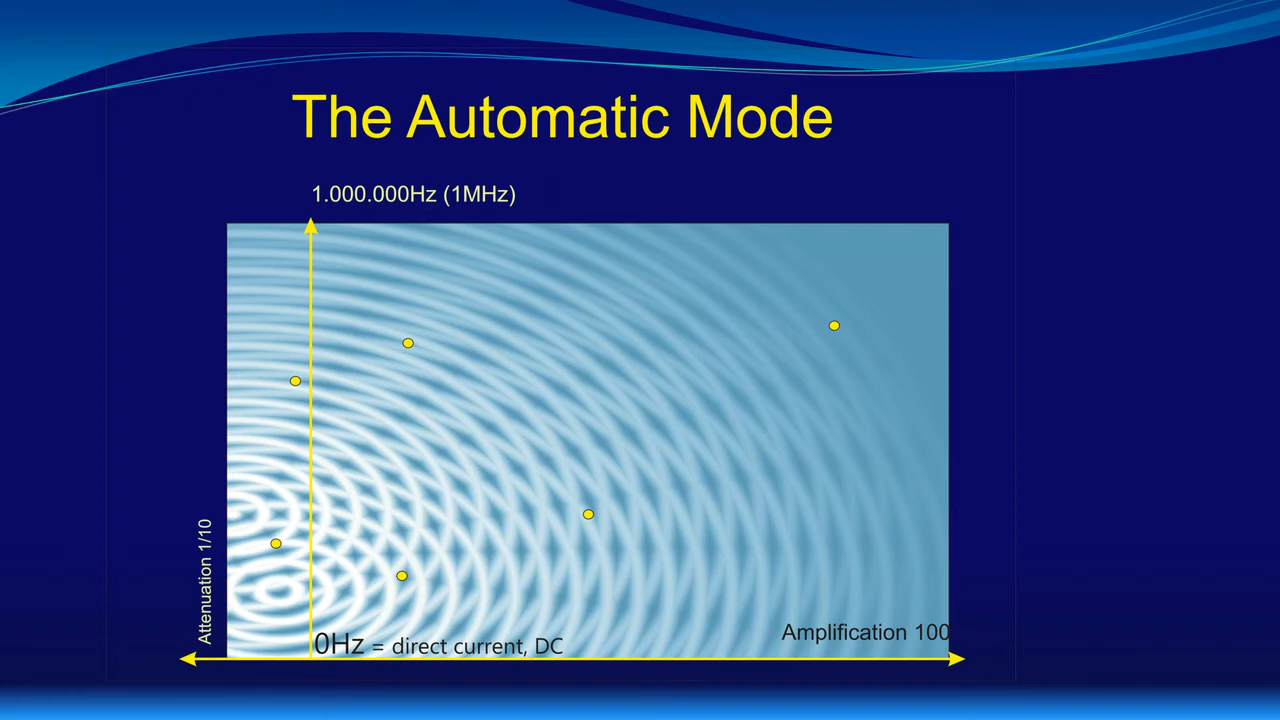 The Automatic Mode
1.000.000Hz (1MHz)
Attenuation 1/10
Amplification 100
0Hz = direct current, DC